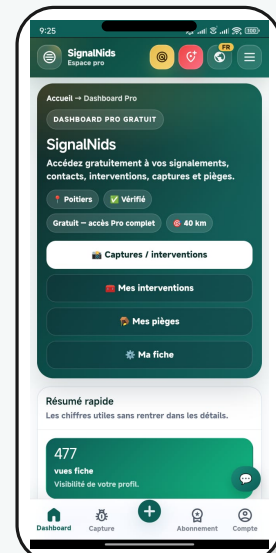 9:25
SignalNids
Espace pro
FR
Accueil → Dashboard Pro
DASHBOARD PRO GRATUIT
SignalNids
Accédez gratuitement à vos signalements,
contacts, interventions, captures et pièges.
📍 Poitiers
✅ Vérifié
Gratuit — accès Pro complet
🎯 40 km
📸 Captures / interventions
🧰 Mes interventions
🪤 Mes pièges
⚙️ Ma fiche
Résumé rapide
Les chiffres utiles sans rentrer dans les détails.
477
vues fiche
Visibilité de votre profil.
Dashboard
Capture
Abonnement
Compte